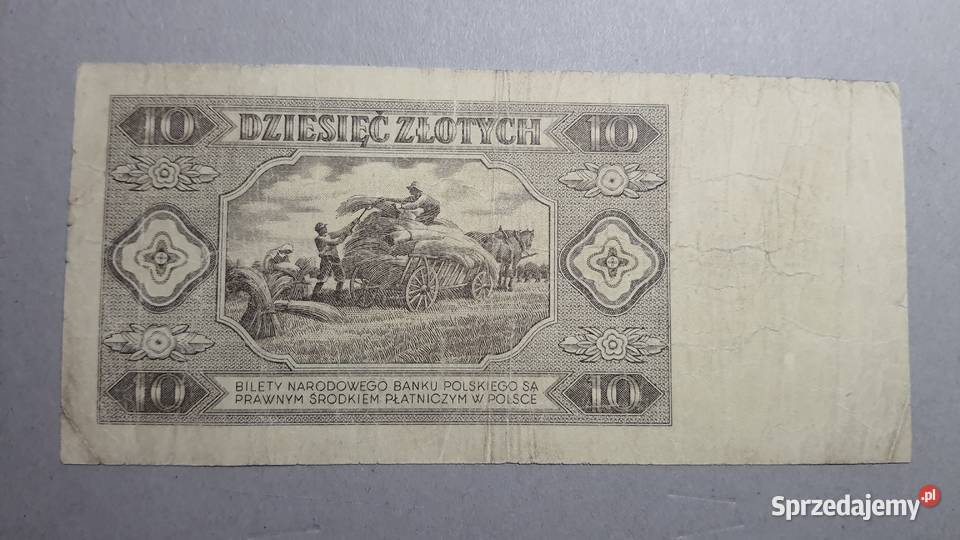 10 DZIESIĘĆ ZŁOTYCH 10
10 BILETY NARODOWEGO BANKU POLSKIEGO SĄ 10
PRAWNYM ŚRODKIEM PŁATNICZYM W POLSCE
Sprzedajemy.pl